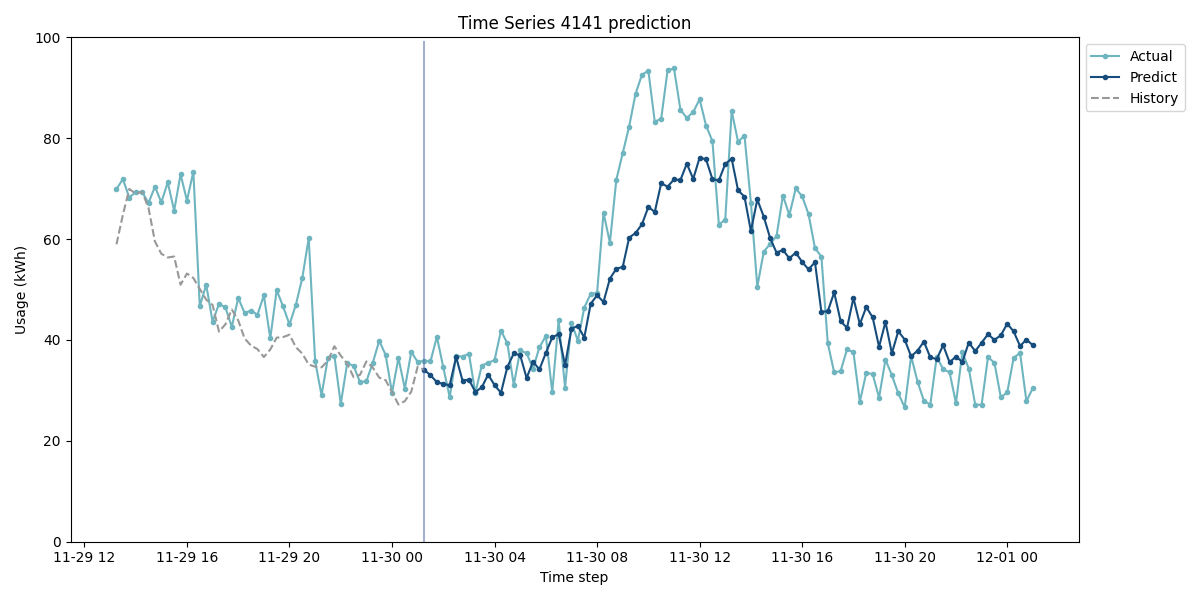 Time Series 4141 prediction
Actual
Predict
History
Usage (kWh)
100
80
60
40
20
0
11-29 12
11-29 16
11-29 20
11-30 00
11-30 04
11-30 08
11-30 12
11-30 16
11-30 20
12-01 00
Time step